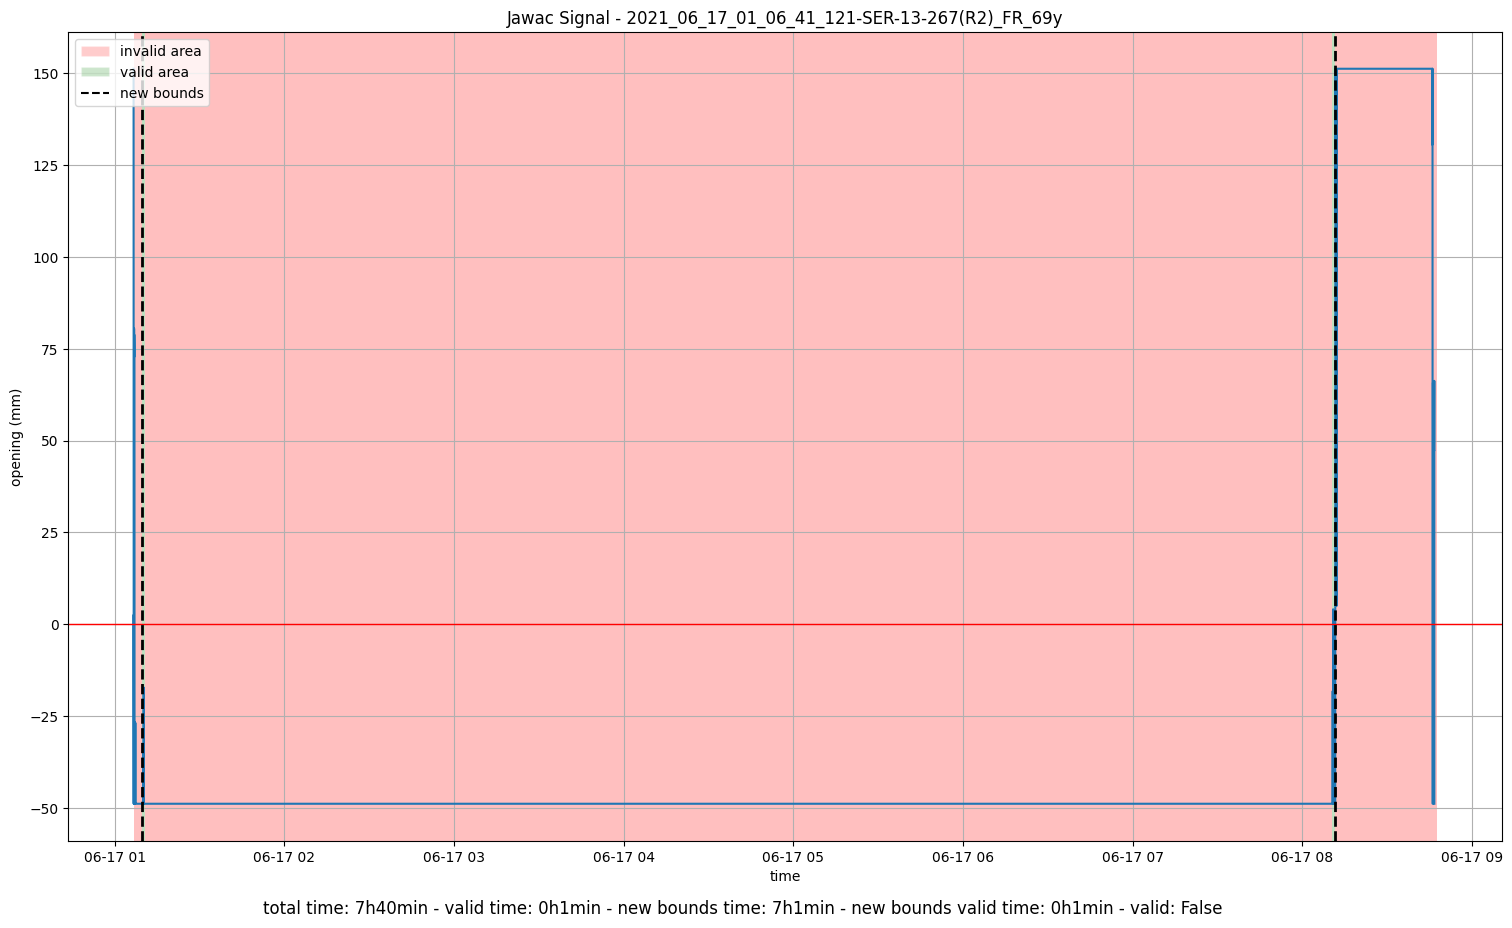 Jawac Signal - 2021_06_17_01_06_41_121-SER-13-267(R2)_FR_69y
invalid area
valid area
new bounds
150
125
100
75
50
25
0
−25
−50
opening (mm)
06-17 01
06-17 02
06-17 03
06-17 04
06-17 05
06-17 06
06-17 07
06-17 08
06-17 09
time
total time: 7h40min - valid time: 0h1min - new bounds time: 7h1min - new bounds valid time: 0h1min - valid: False